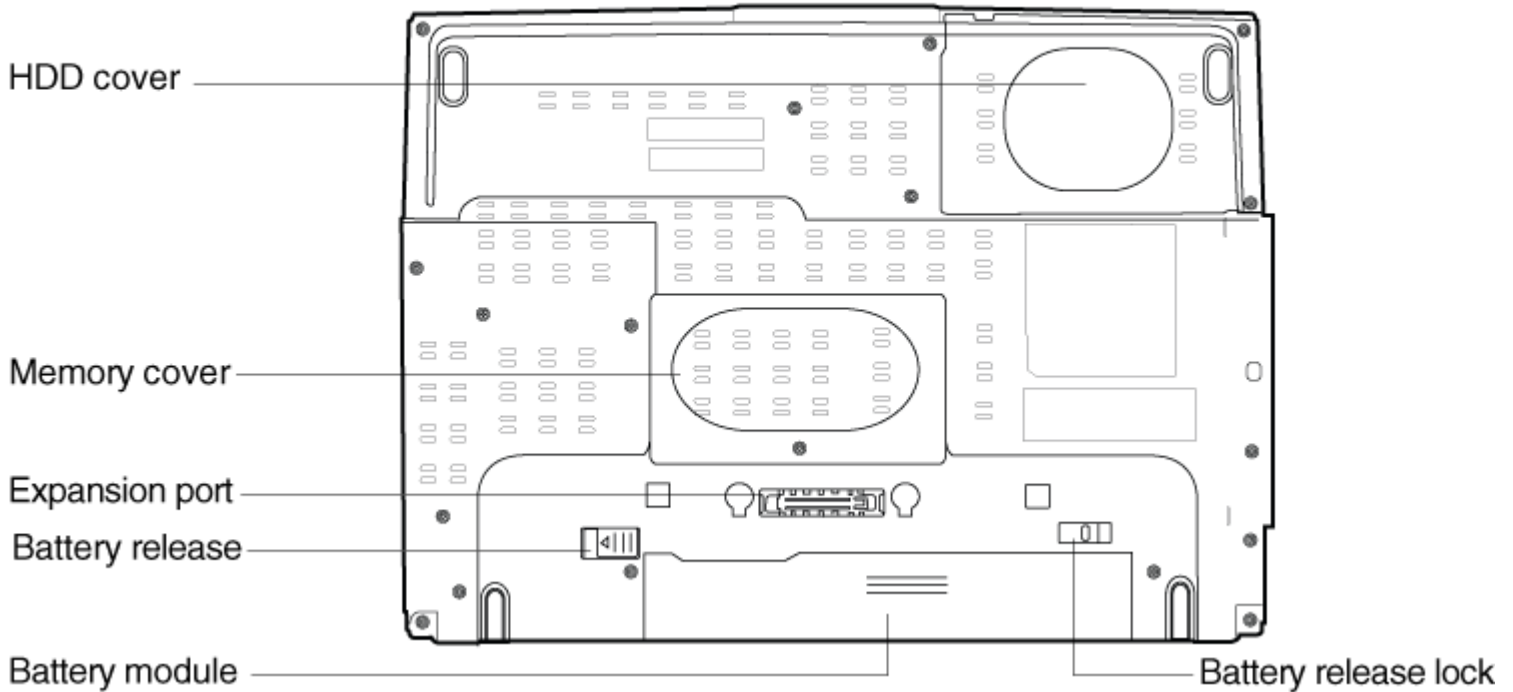 HDD cover
Memory cover
Expansion port
Battery release
Battery module
Battery release lock